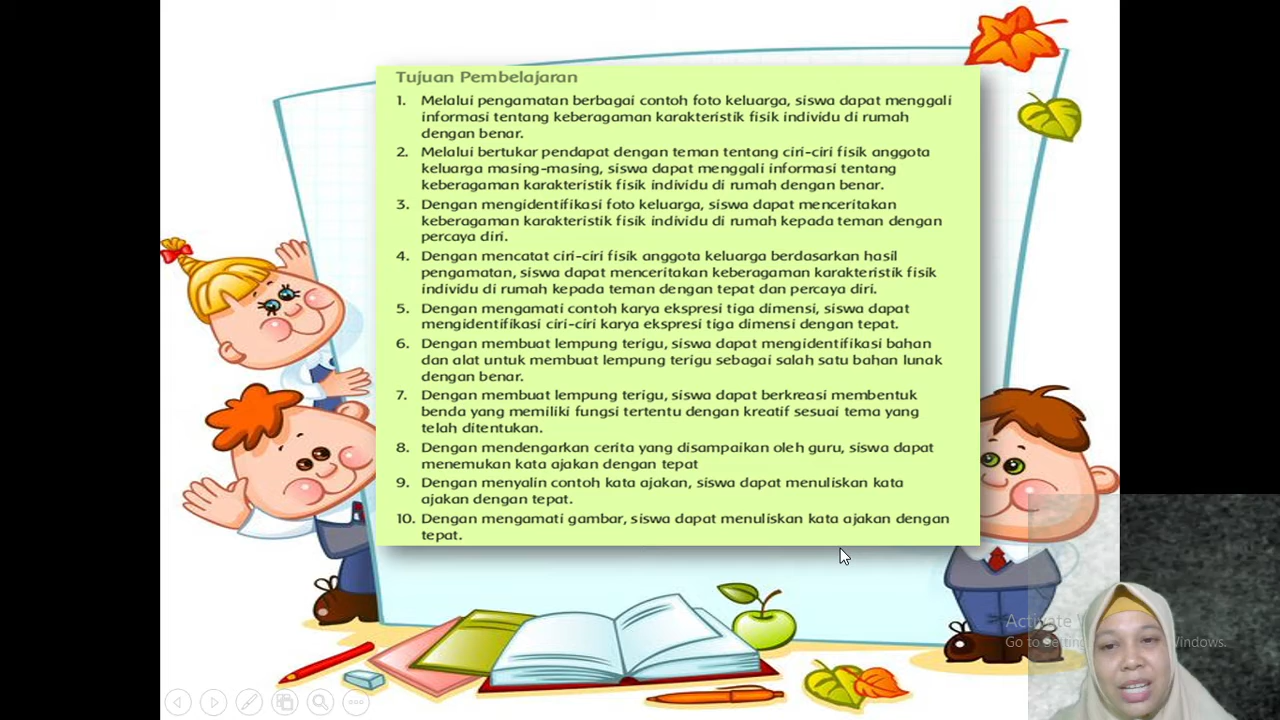 Tujuan Pembelajaran
1. Melalui pengamatan berbagai contoh foto keluarga, siswa dapat menggali
informasi tentang keberagaman karakteristik fisik individu di rumah
dengan benar.
2. Melalui bertukar pendapat dengan teman tentang ciri-ciri fisik anggota
keluarga masing-masing, siswa dapat menggali informasi tentang
keberagaman karakteristik fisik individu di rumah dengan benar.
3. Dengan mengidentifikasi foto keluarga, siswa dapat menceritakan
keberagaman karakteristik fisik individu di rumah kepada teman dengan
percaya diri.
4. Dengan mencatat ciri-ciri fisik anggota keluarga berdasarkan hasil
pengamatan, siswa dapat menceritakan keberagaman karakteristik fisik
individu di rumah kepada teman dengan tepat dan percaya diri.
5. Dengan mengamati contoh karya ekspresi tiga dimensi, siswa dapat
mengidentifikasi ciri-ciri karya ekspresi tiga dimensi dengan tepat.
6. Dengan membuat lempung terigu, siswa dapat mengidentifikasi bahan
dan alat untuk membuat lempung terigu sebagai salah satu bahan lunak
dengan benar.
7. Dengan membuat lempung terigu, siswa dapat berkreasi membentuk
benda yang memiliki fungsi tertentu dengan kreatif sesuai tema yang
telah ditentukan.
8. Dengan mendengarkan cerita yang disampaikan oleh guru, siswa dapat
menemukan kata ajakan dengan tepat
9. Dengan menyalin contoh kata ajakan, siswa dapat menuliskan kata
ajakan dengan tepat.
10. Dengan mengamati gambar, siswa dapat menuliskan kata ajakan dengan
tepat.
Activate
Go to Windows.